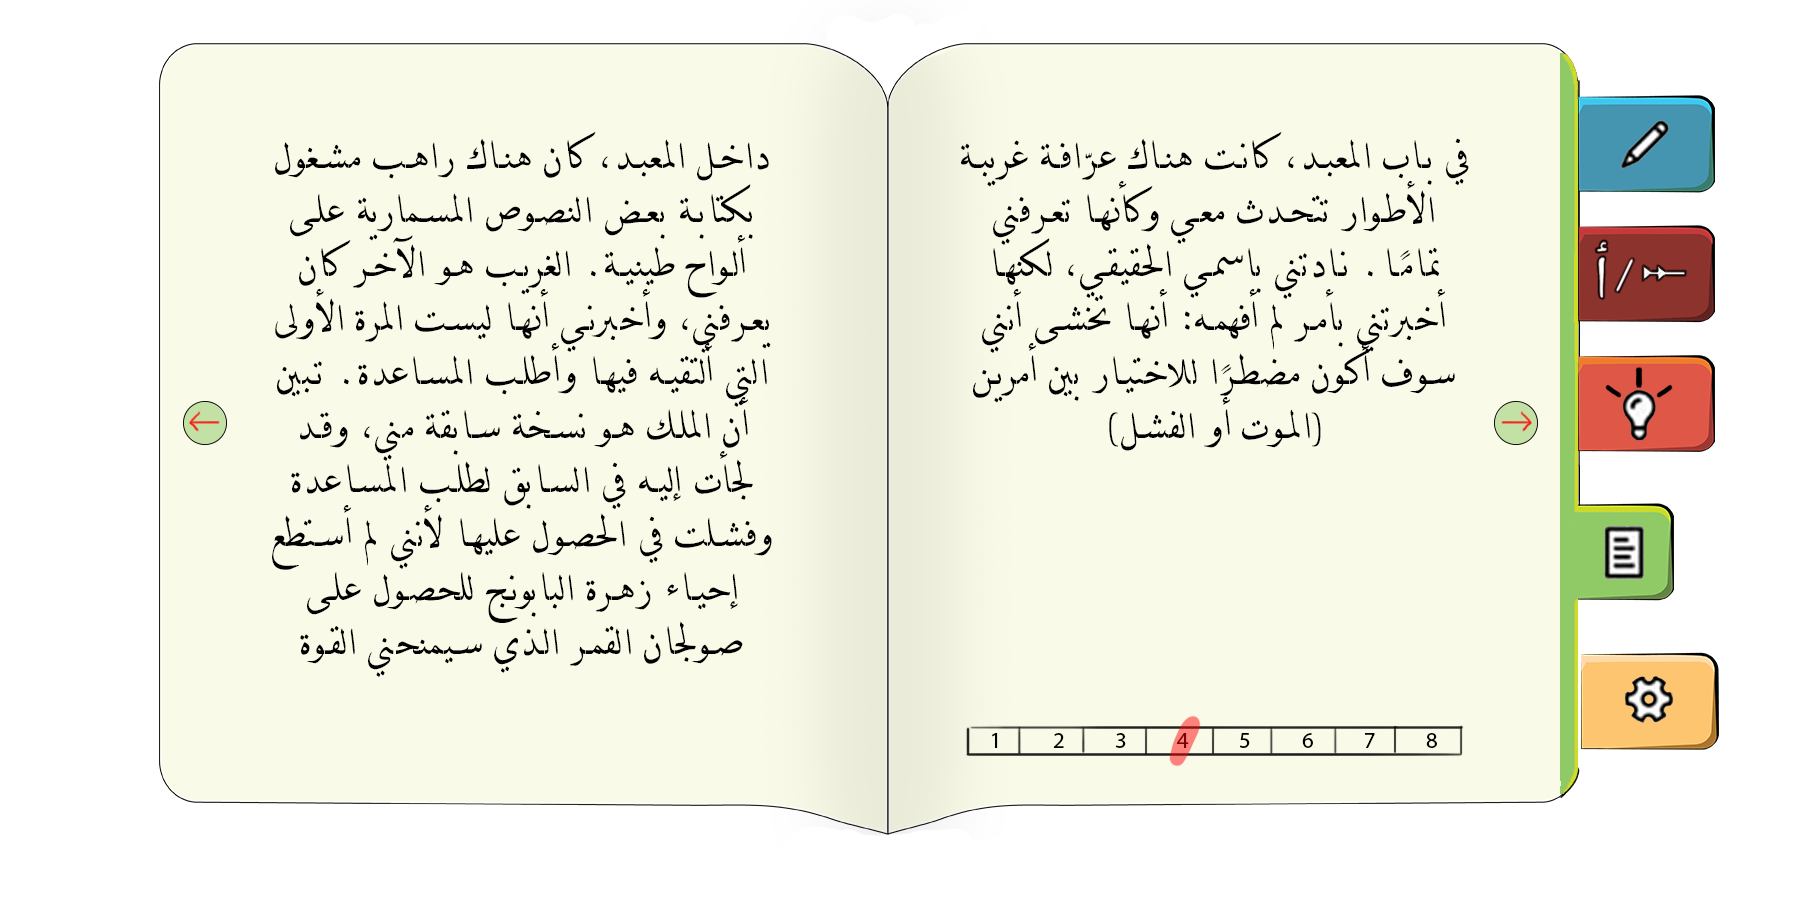 في باب المعبد، كانت هناك عرّافة غريبة
الأطوار تتحدث معي وكأنها تعرفني
تمامًا . نادتني باسمي الحقيقي، لكنها
أخبرتني بأمر لم أفهمه: أنها تخشى أنني
سوف أكون مضطرًا للاختيار بين أمرين
(الموت أو الفشل)
1 2 3 4 5 6 7 8
داخل المعبد، كان هناك راهب مشغول
بكتابة بعض النصوص المسمارية على
ألواح طينية. الغريب هو الآخر كان
يعرفني، وأخبرني أنها ليست المرة الأولى
التي ألتقيه فيها وأطلب المساعدة. تبين
أن الملك هو نسخة سابقة مني، وقد
لجأت إليه في السابق لطلب المساعدة
وفشلت في الحصول عليها لأنني لم أستطع
إحياء زهرة البابونج للحصول على
صولجان القمر الذي سيمنحني القوة
أ/𒀸